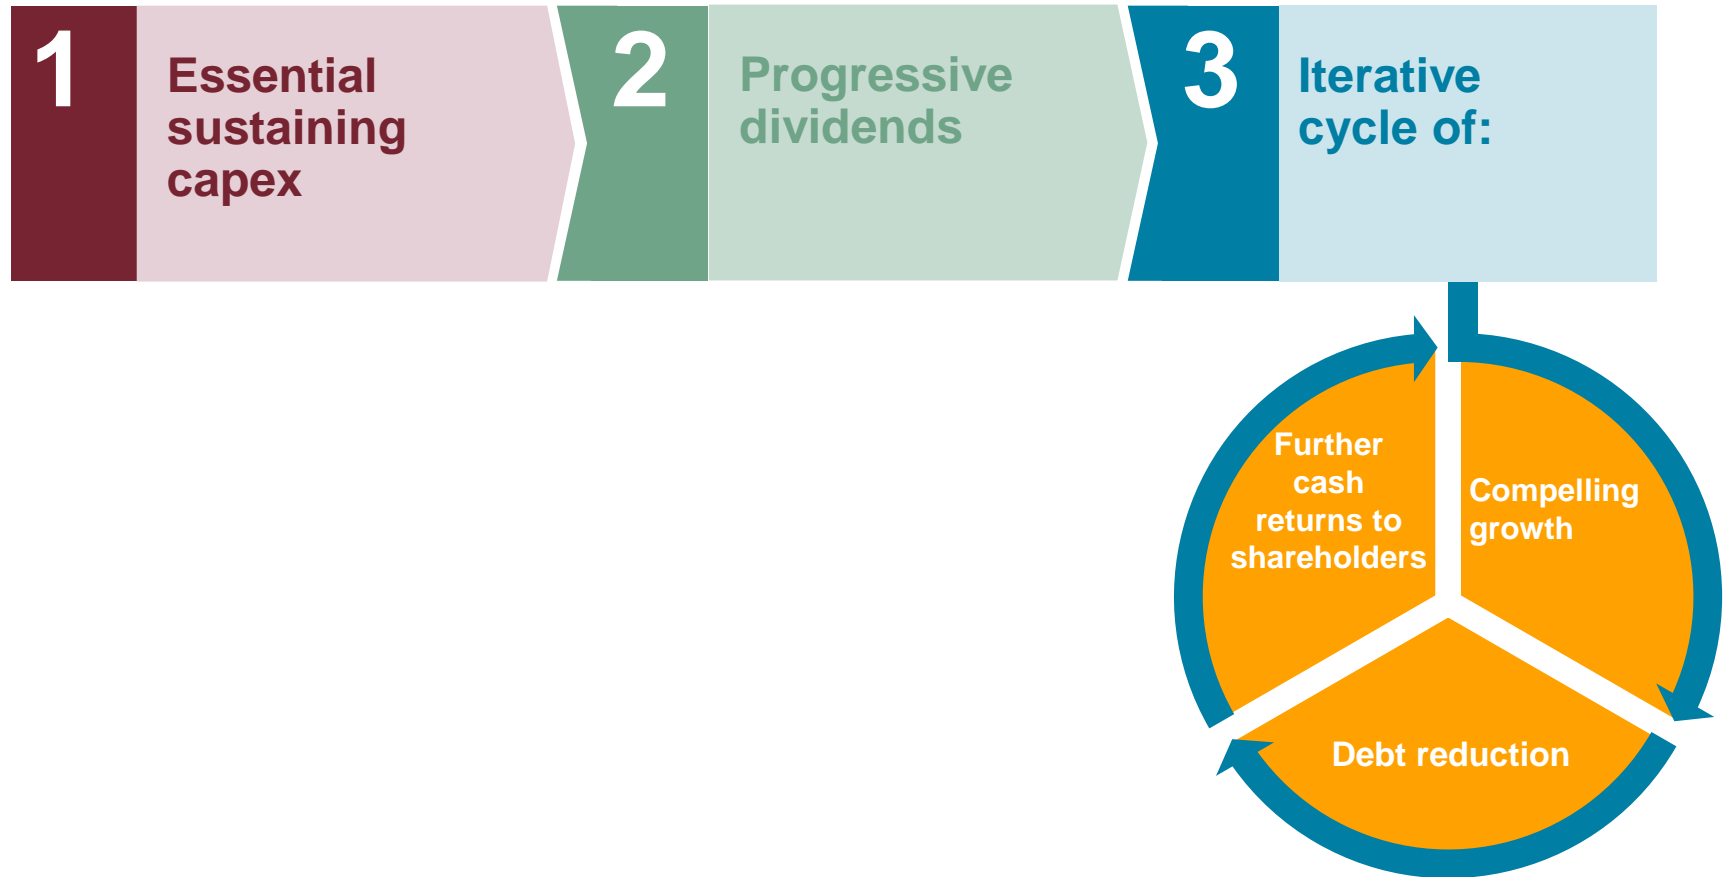 1
Essential
sustaining
capex
2
Progressive
dividends
3
Iterative
cycle of:
Further
cash
returns to
shareholders
Compelling
growth
Debt reduction